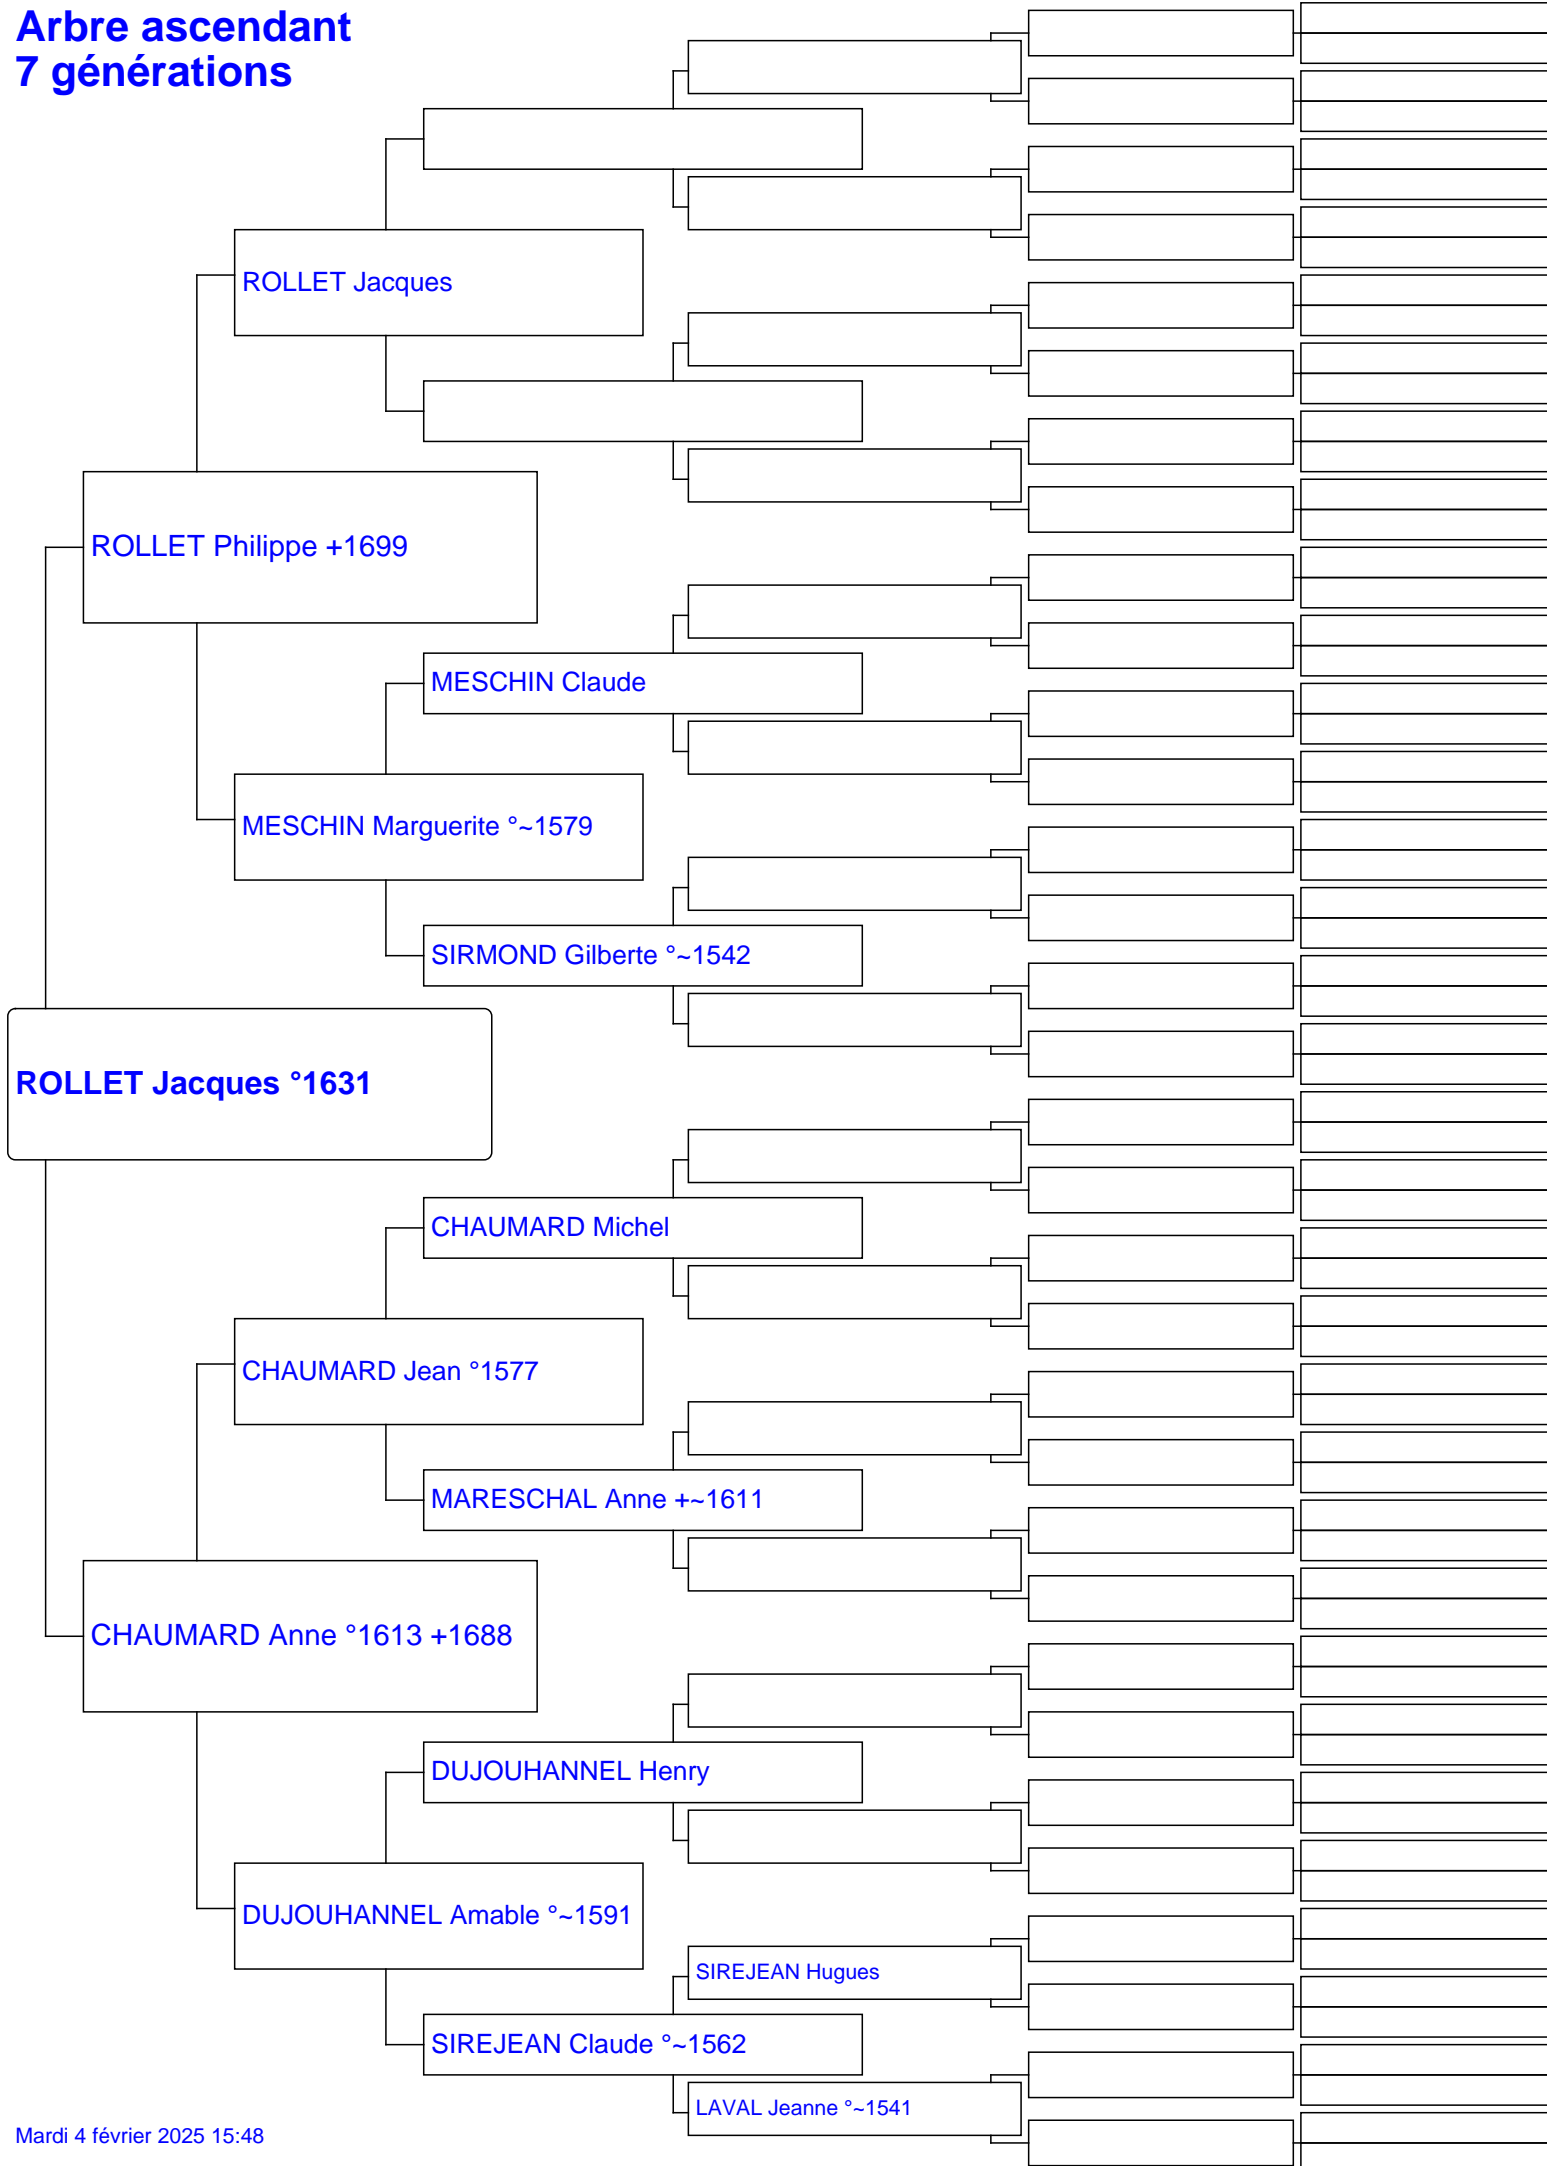 Arbre ascendant
7 générations
ROLLET Jacques
ROLLET Philippe +1699
MESCHIN Claude
MESCHIN Marguerite °~1579
SIRMOND Gilberte °~1542
ROLLET Jacques °1631
CHAUMARD Michel
CHAUMARD Jean °1577
MARESCHAL Anne +~1611
CHAUMARD Anne °1613 +1688
DUJOUHANNEL Henry
DUJOUHANNEL Amable °~1591
SIREJEAN Hugues
SIREJEAN Claude °~1562
LAVAL Jeanne °~1541
Mardi 4 février 2025 15:48